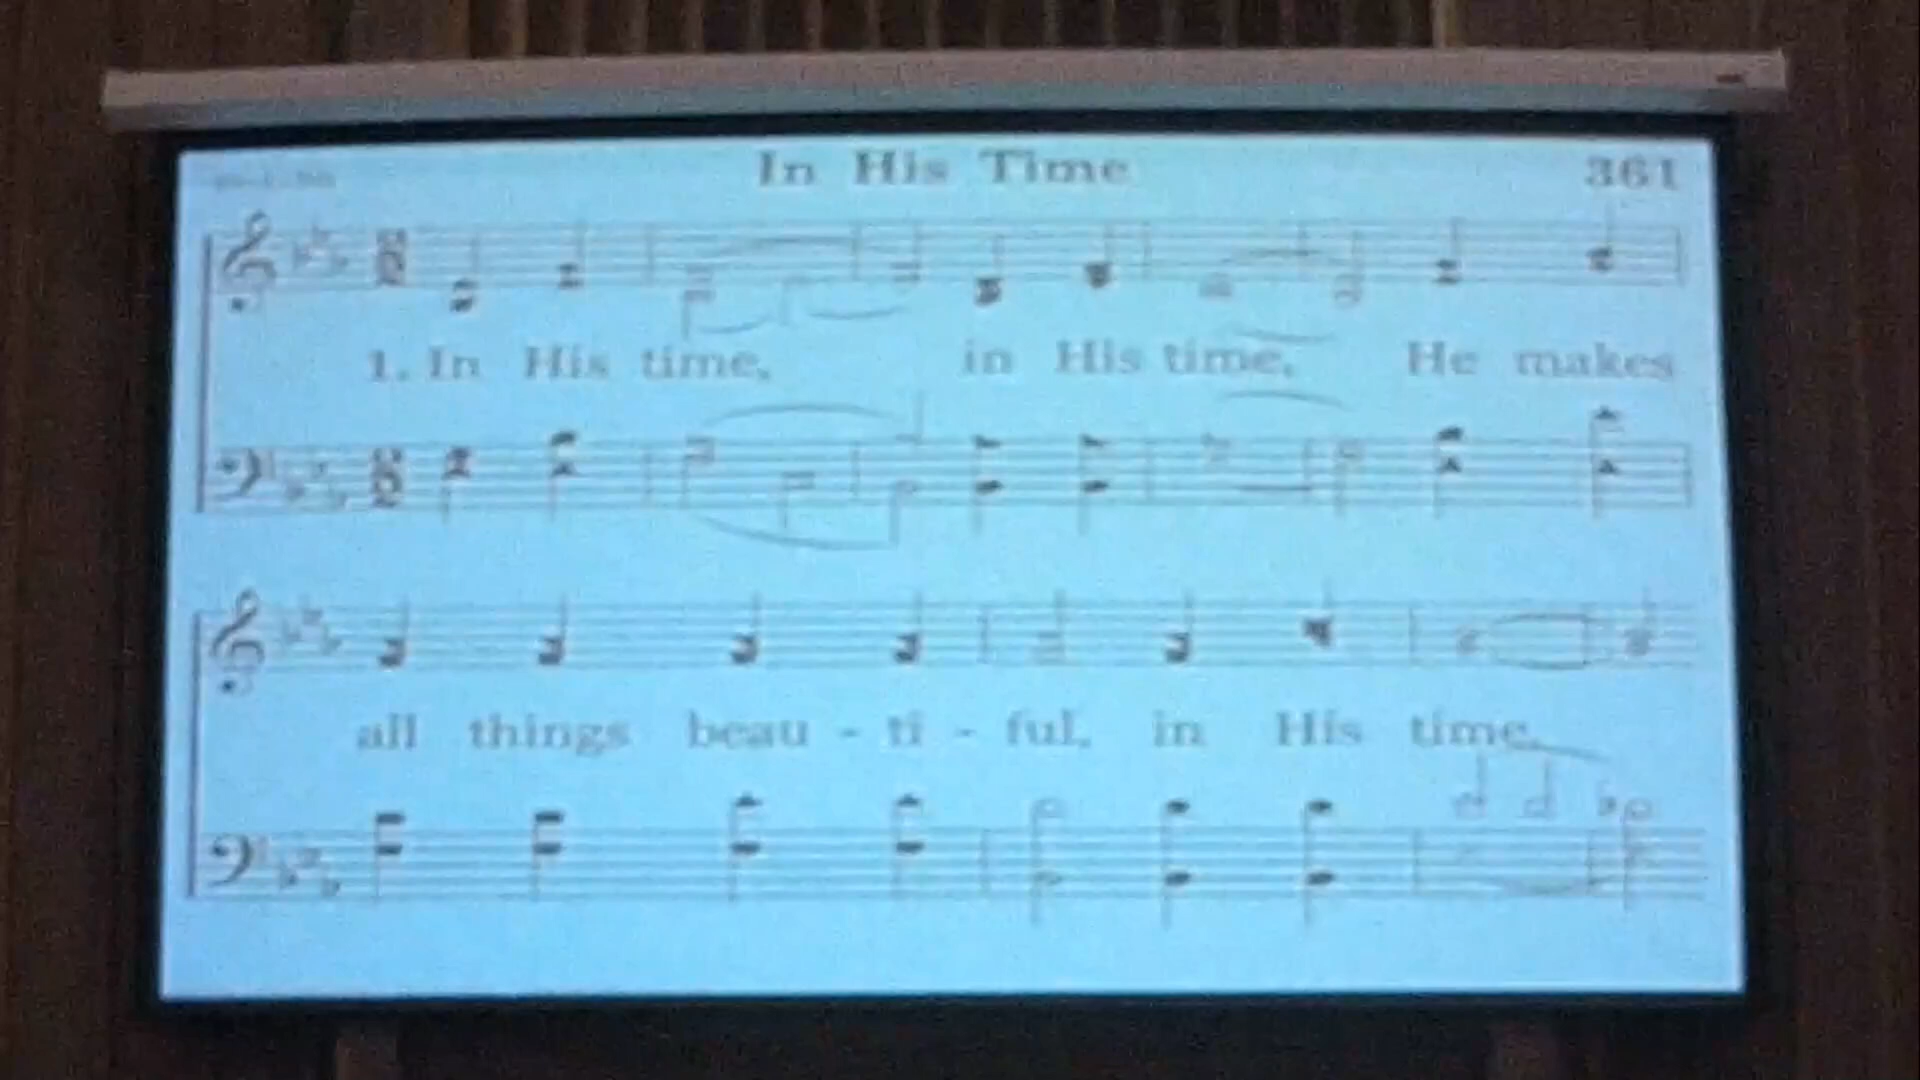 In His Time
361
1. In His time, in His time, He makes
all things beau - ti - ful, in His time.